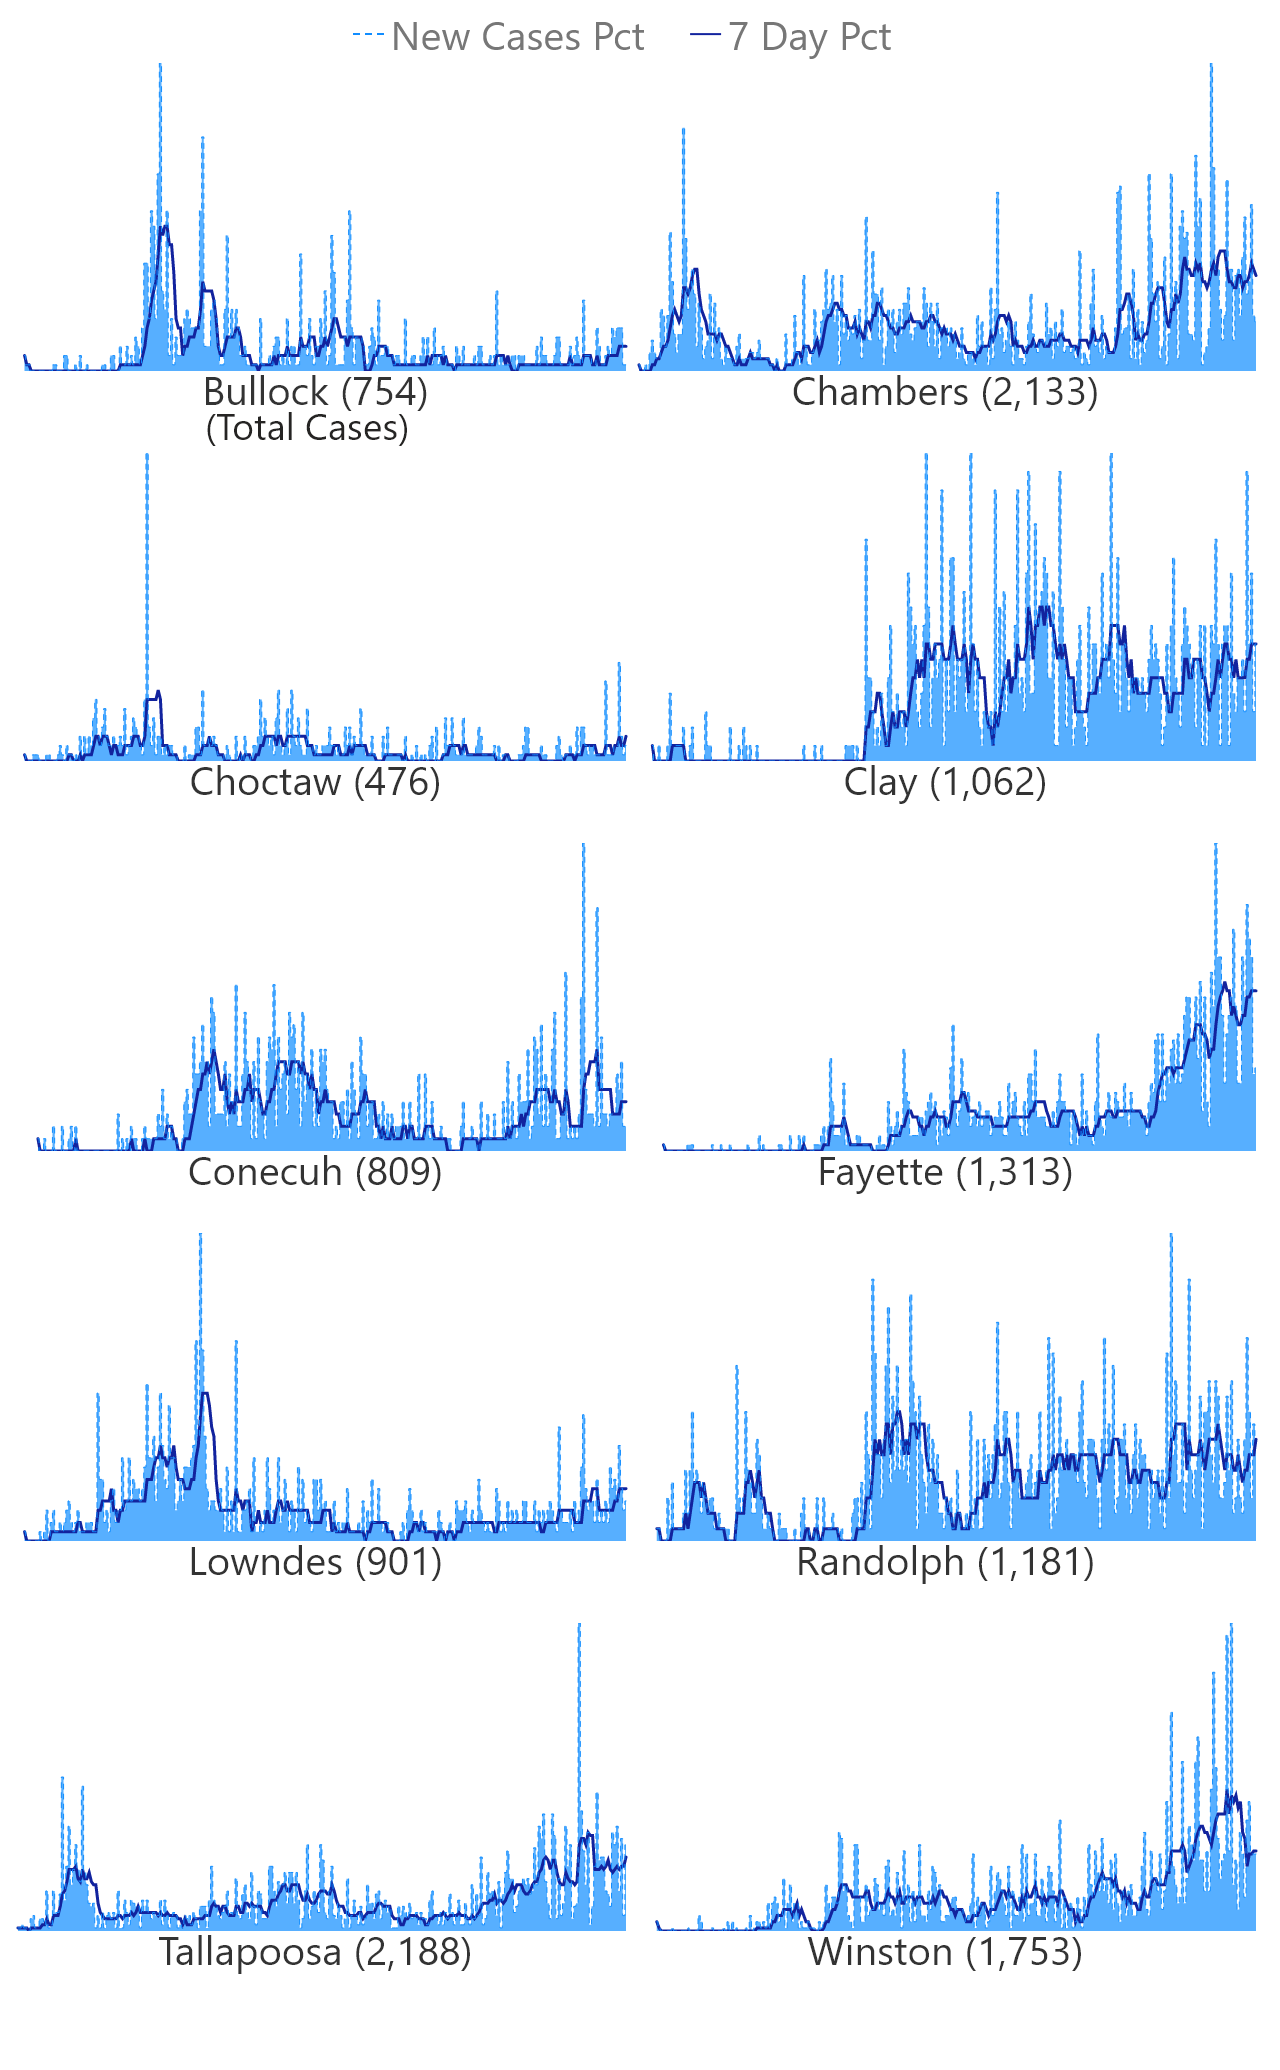 New Cases Pct 7 Day Pct
Bullock (754) Chambers (2,133)
(Total Cases)
Choctaw (476) Clay (1,062)
Conecuh (809) Fayette (1,313)
Lowndes (901) Randolph (1,181)
Tallapoosa (2,188) Winston (1,753)